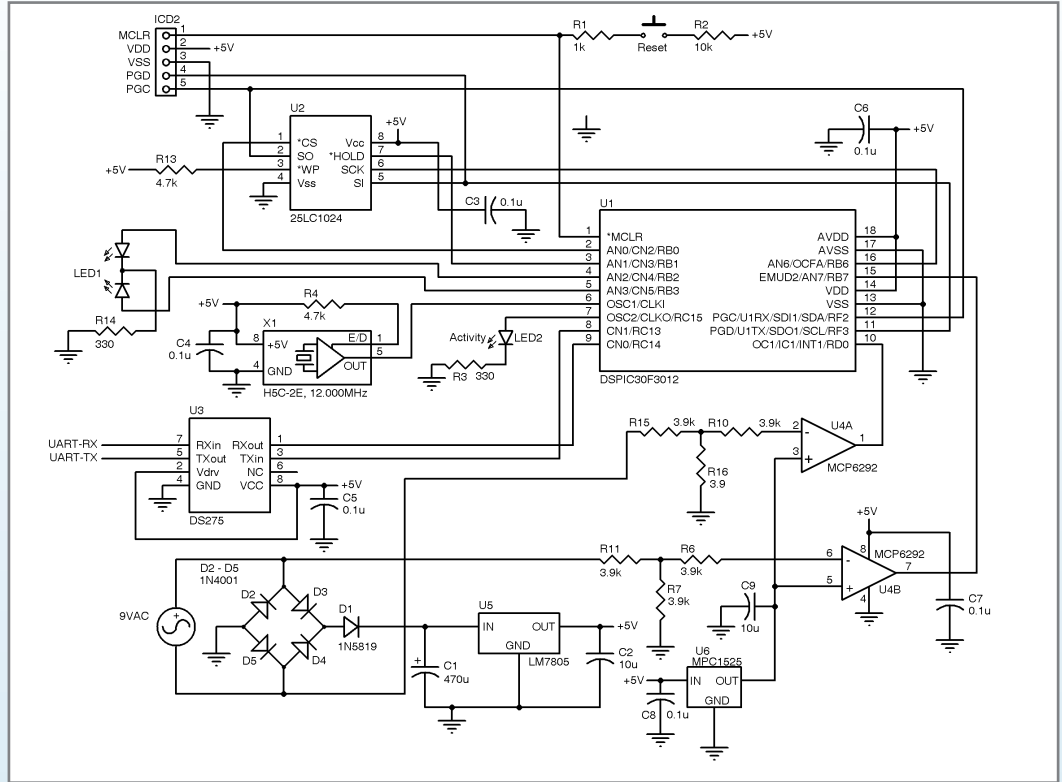 ICD2
MCLR 1
VDD 2 +5V
VSS 3
PGD 4
PGC 5
R1
1k
Reset
R2
10k
+5V
U2
+5V
1 *CS Vcc 8
2 SO *HOLD 7
3 *WP SCK 6
4 Vss SI 5
25LC1024
+5V R13
4.7k
C3 0.1u
C6
0.1u
+5V
U1
1 *MCLR AVDD 18
2 AN0/CN2/RB0 AVSS 17
3 AN1/CN3/RB1 AN6/OCFA/RB6 16
4 AN2/CN4/RB2 EMUD2/AN7/RB7 15
5 AN3/CN5/RB3 VDD 14
6 OSC1/CLKI VSS 13
7 OSC2/CLKO/RC15 PGC/U1RX/SDI1/SDA/RF2 12
8 CN1/RC13 PGD/U1TX/SDO1/SCL/RF3 11
9 CN0/RC14 OC1/IC1/INT1/RD0 10
DSPIC30F3012
LED1
R14
330
+5V
R4
4.7k
C4
0.1u
X1
8 +5V E/D 1
OUT 5
4 GND
H5C-2E, 12.000MHz
Activity LED2
R3 330
U3
UART-RX 7 RXin RXout 1
UART-TX 5 TXout TXin 3
2 Vdrv NC 6
4 GND VCC 8
DS275
+5V
C5
0.1u
R15 3.9k R10 3.9k
R16
3.9
U4A
2 -
3 +
1
MCP6292
+5V
6 -
5 +
8
4
7
MCP6292
U4B
C7
0.1u
R11
3.9k
R6
3.9k
R7
3.9k
C9
10u
9VAC
D2 - D5
1N4001
D2
D3
D5
D4
D1
1N5819
C1
470u
+
U5
IN OUT
GND
LM7805
+5V
C2
10u
U6
MPC1525
+5V IN OUT
GND
C8 0.1u